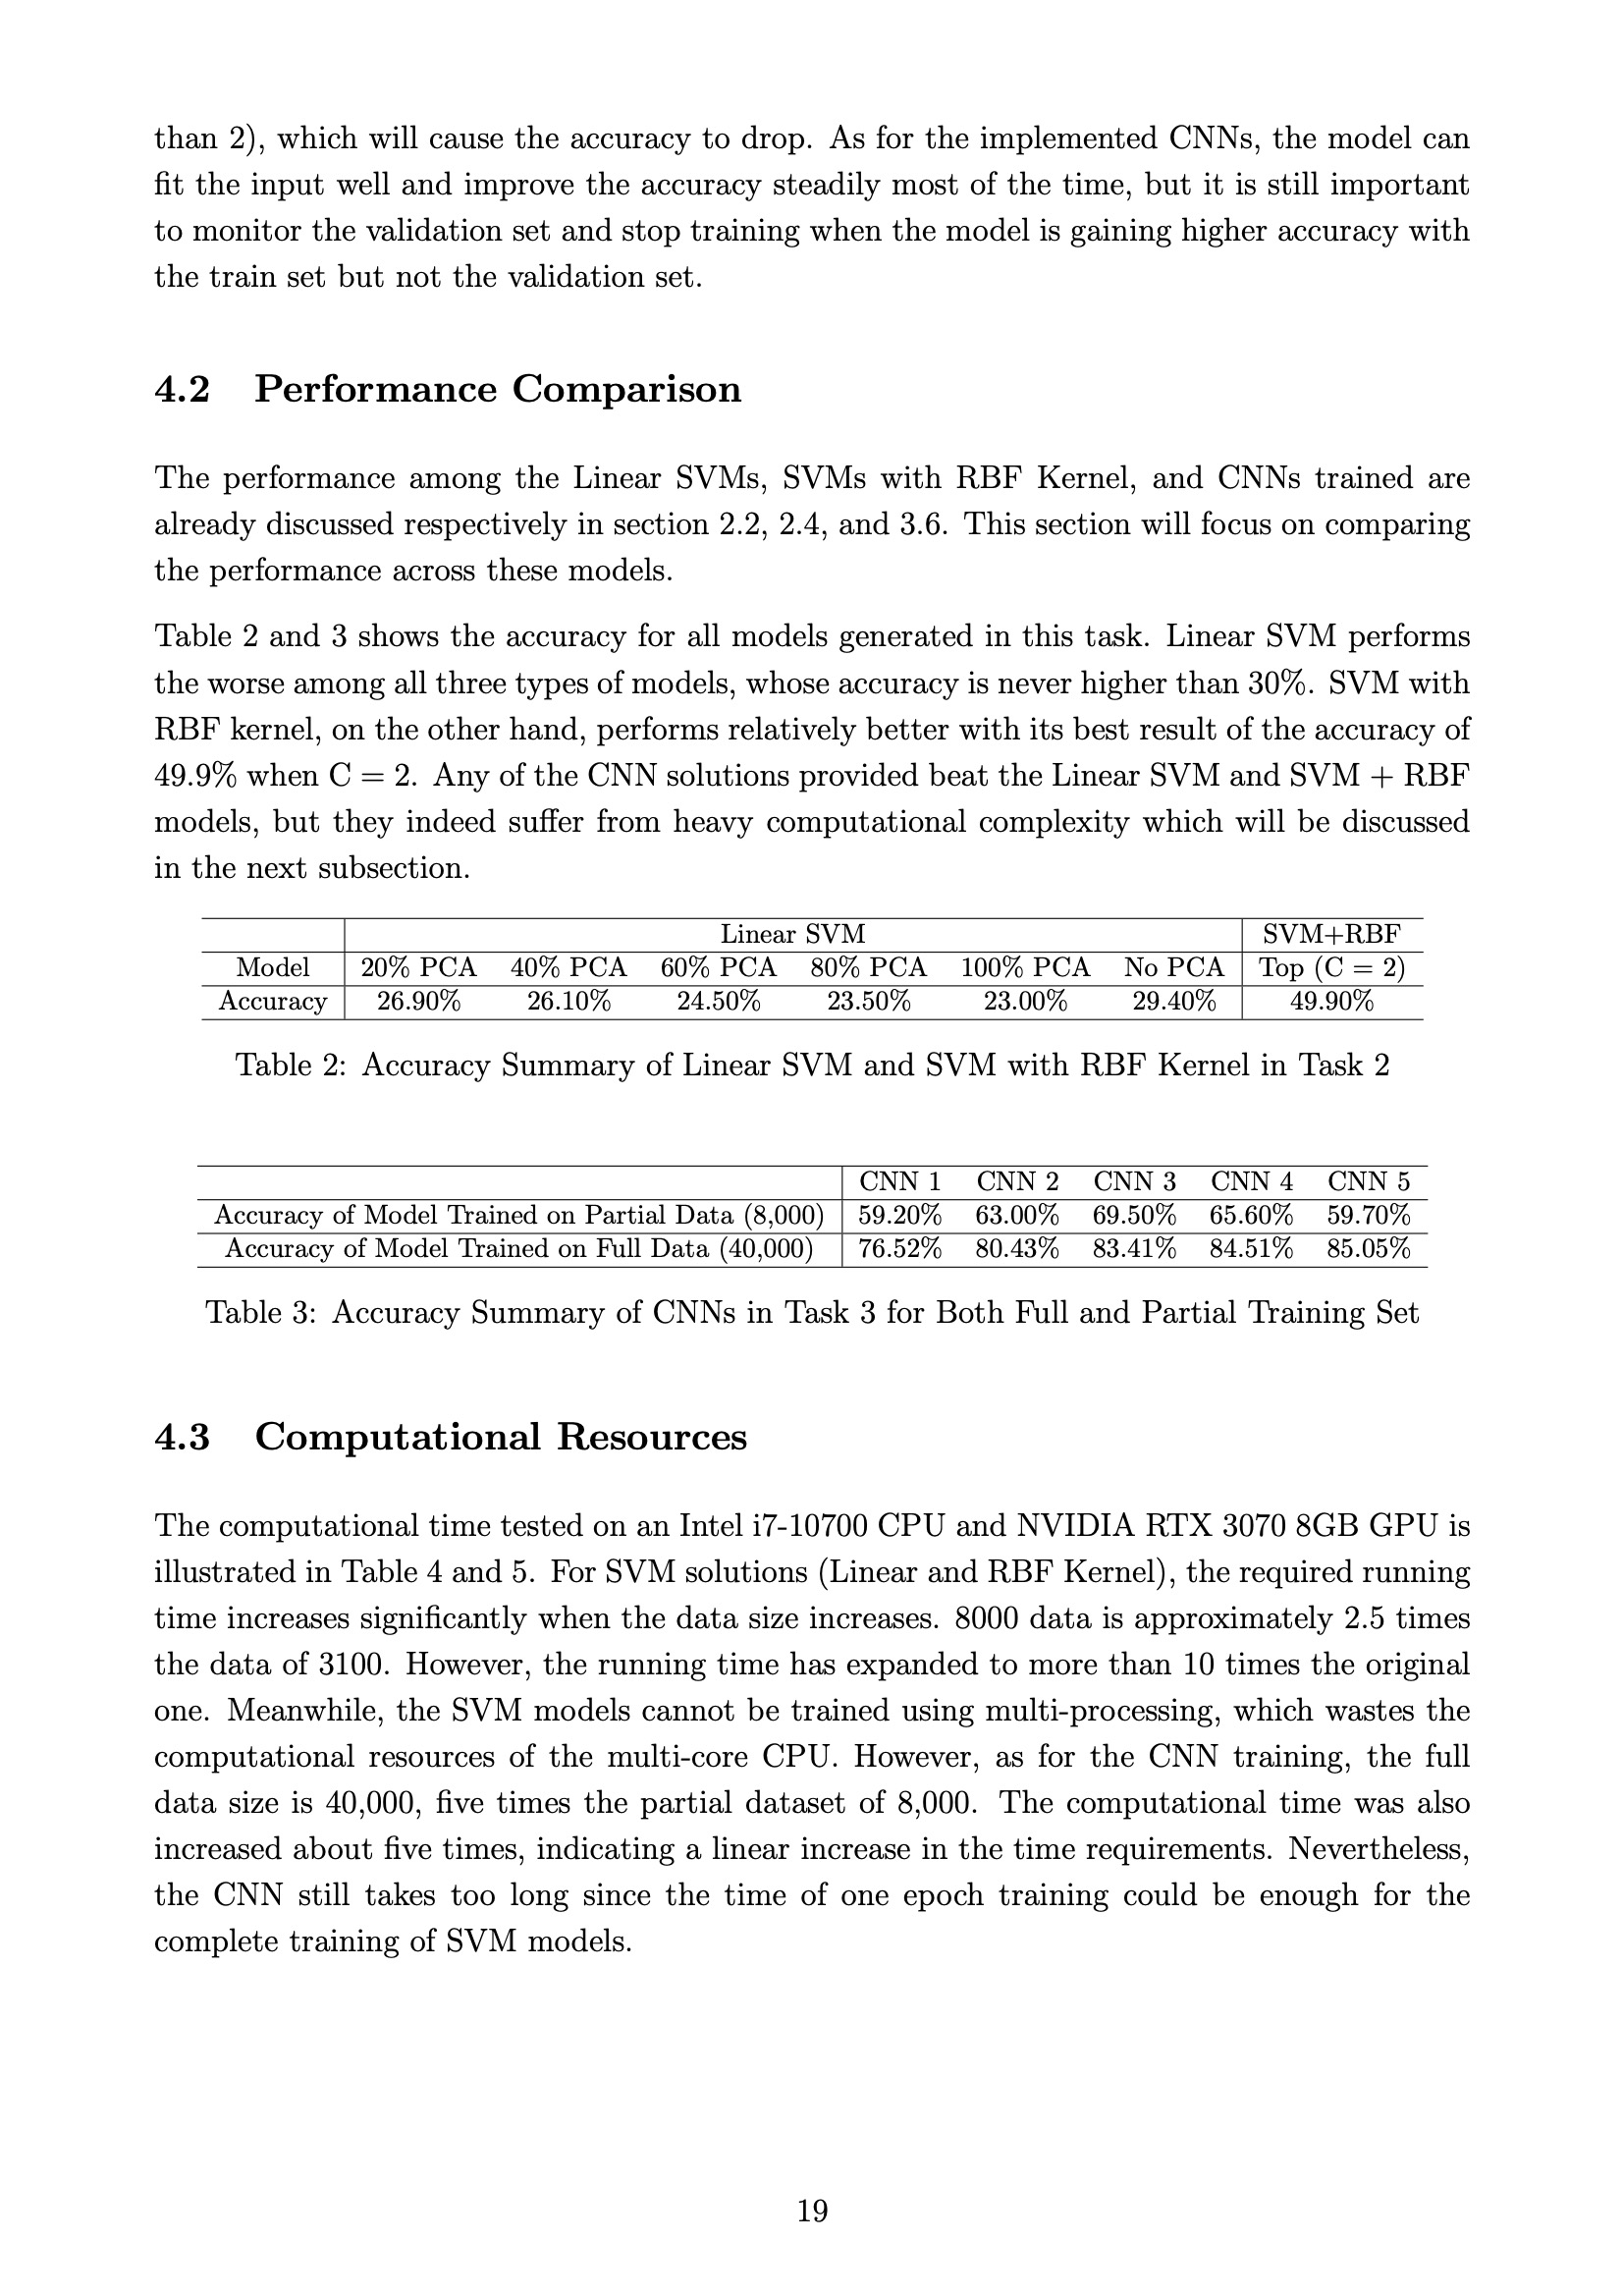 than 2), which will cause the accuracy to drop. As for the implemented CNNs, the model can
fit the input well and improve the accuracy steadily most of the time, but it is still important
to monitor the validation set and stop training when the model is gaining higher accuracy with
the train set but not the validation set.
4.2 Performance Comparison
The performance among the Linear SVMs, SVMs with RBF Kernel, and CNNs trained are
already discussed respectively in section 2.2, 2.4, and 3.6. This section will focus on comparing
the performance across these models.
Table 2 and 3 shows the accuracy for all models generated in this task. Linear SVM performs
the worse among all three types of models, whose accuracy is never higher than 30%. SVM with
RBF kernel, on the other hand, performs relatively better with its best result of the accuracy of
49.9% when C = 2. Any of the CNN solutions provided beat the Linear SVM and SVM + RBF
models, but they indeed suffer from heavy computational complexity which will be discussed
in the next subsection.
Linear SVM SVM+RBF
Model 20% PCA 40% PCA 60% PCA 80% PCA 100% PCA No PCA Top (C = 2)
Accuracy 26.90% 26.10% 24.50% 23.50% 23.00% 29.40% 49.90%
Table 2: Accuracy Summary of Linear SVM and SVM with RBF Kernel in Task 2
CNN 1 CNN 2 CNN 3 CNN 4 CNN 5
Accuracy of Model Trained on Partial Data (8,000) 59.20% 63.00% 69.50% 65.60% 59.70%
Accuracy of Model Trained on Full Data (40,000) 76.52% 80.43% 83.41% 84.51% 85.05%
Table 3: Accuracy Summary of CNNs in Task 3 for Both Full and Partial Training Set
4.3 Computational Resources
The computational time tested on an Intel i7-10700 CPU and NVIDIA RTX 3070 8GB GPU is
illustrated in Table 4 and 5. For SVM solutions (Linear and RBF Kernel), the required running
time increases significantly when the data size increases. 8000 data is approximately 2.5 times
the data of 3100. However, the running time has expanded to more than 10 times the original
one. Meanwhile, the SVM models cannot be trained using multi-processing, which wastes the
computational resources of the multi-core CPU. However, as for the CNN training, the full
data size is 40,000, five times the partial dataset of 8,000. The computational time was also
increased about five times, indicating a linear increase in the time requirements. Nevertheless,
the CNN still takes too long since the time of one epoch training could be enough for the
complete training of SVM models.
19